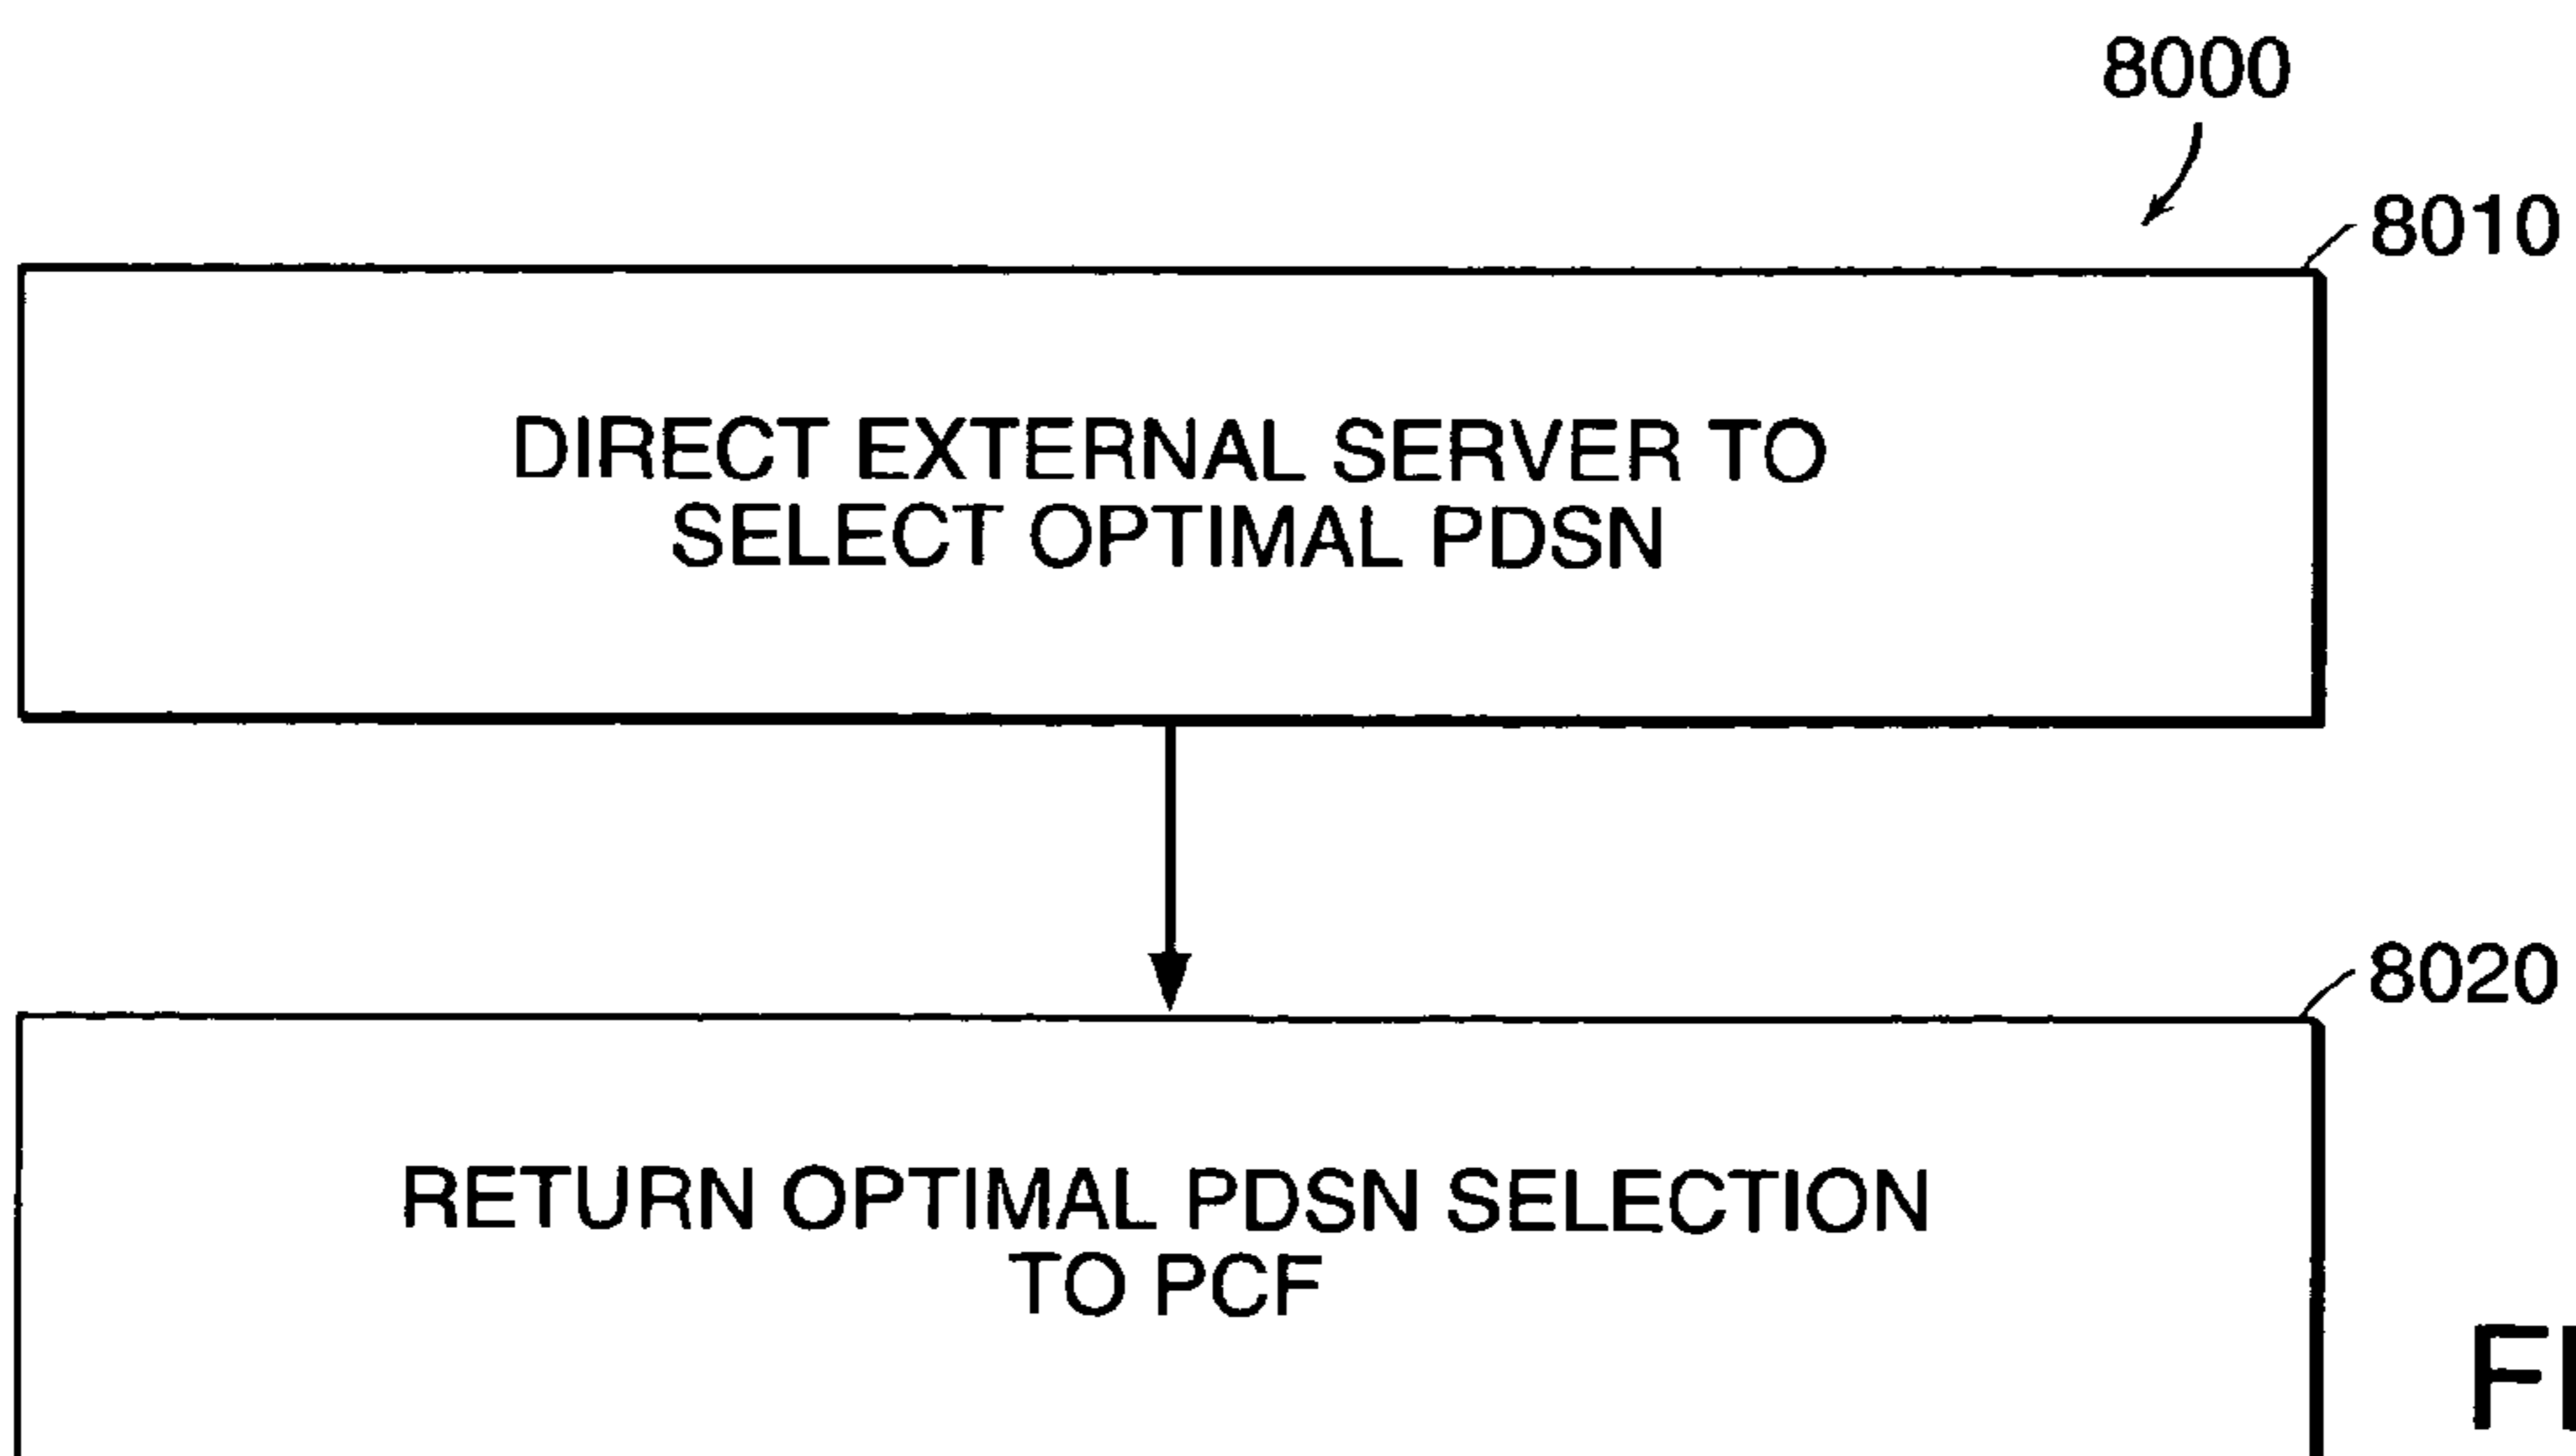 8000
8010
DIRECT EXTERNAL SERVER TO
SELECT OPTIMAL PDSN
8020
RETURN OPTIMAL PDSN SELECTION
TO PCF